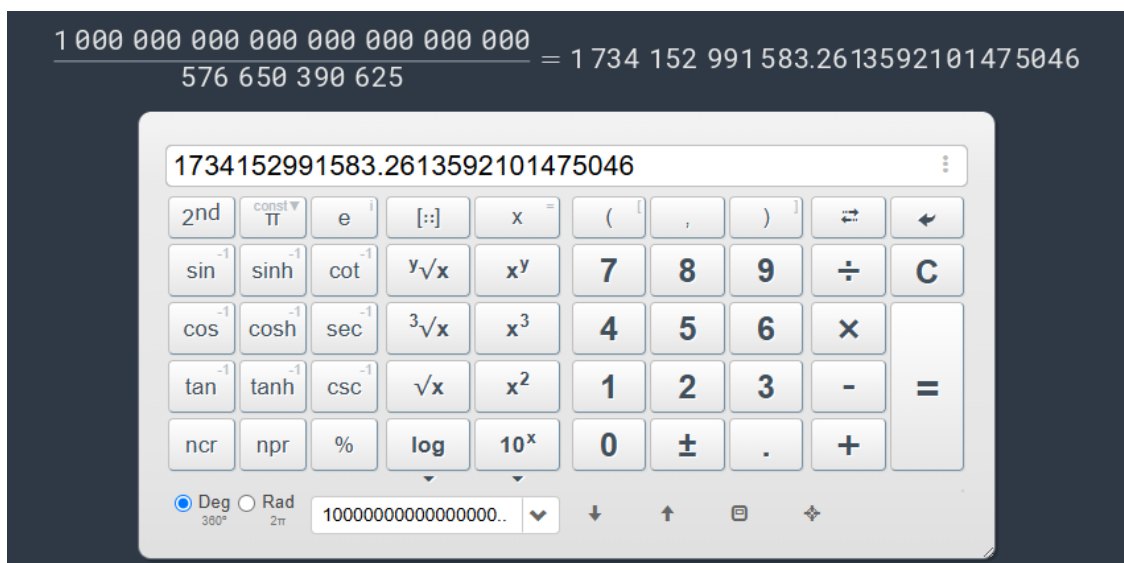 1 000 000 000 000 000 000 000 000
576 650 390 625
= 1 734 152 991 583.2613592101475046
1734152991583.2613592101475046
2nd const▼ π e i [::] x = ( [ , ) ]
sin -1 sinh -1 cot -1 y√x xy 7 8 9 ÷ C
cos -1 cosh -1 sec -1 3√x x3 4 5 6 ×
tan -1 tanh -1 csc -1 √x x2 1 2 3 - =
ncr npr % log 10x 0 ± . +
Deg 360° Rad 2π 10000000000000000..